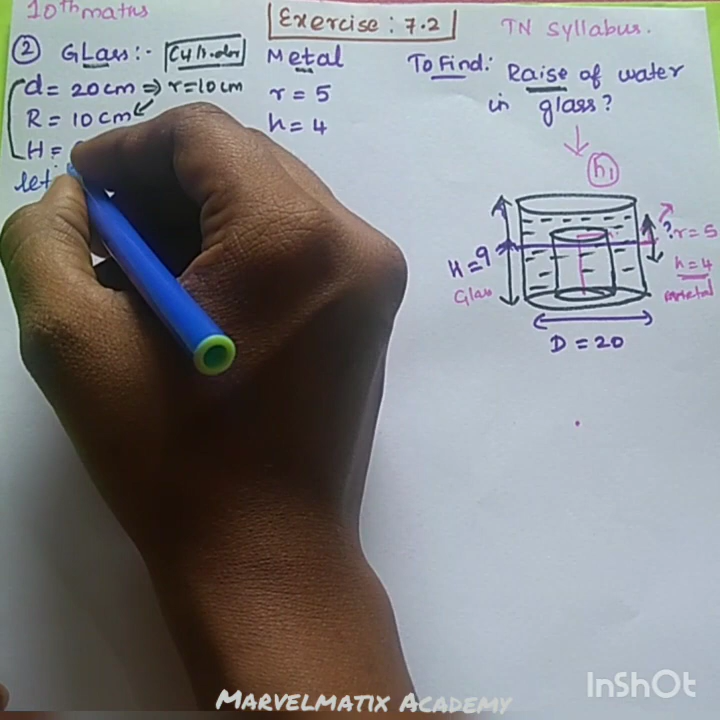 10th maths
Exercise : 7.2
TN Syllabus.
② GLass :- Cylinder
d = 20 cm ⇒ r = 10 cm
R = 10 cm
H =
let
Metal
r = 5
h = 4
To Find : Raise of water
in glass?
h₁
H = 9
Glass
? r = 5
h = 4
metal
D = 20
MARVELMATIX ACADEMY
InShOt